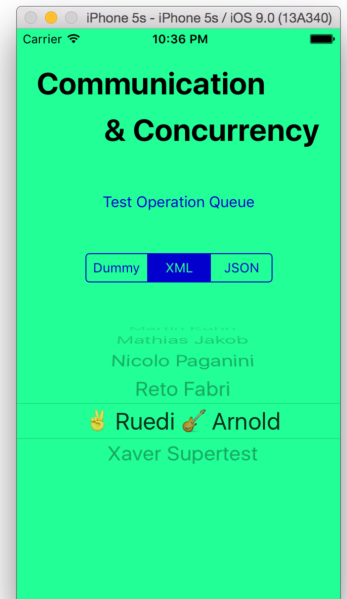 iPhone 5s - iPhone 5s / iOS 9.0 (13A340)
Carrier 10:36 PM
Communication
& Concurrency
Test Operation Queue
Dummy XML JSON
Mathias Jakob
Nicolo Paganini
Reto Fabri
✌️ Ruedi 🎸 Arnold
Xaver Supertest